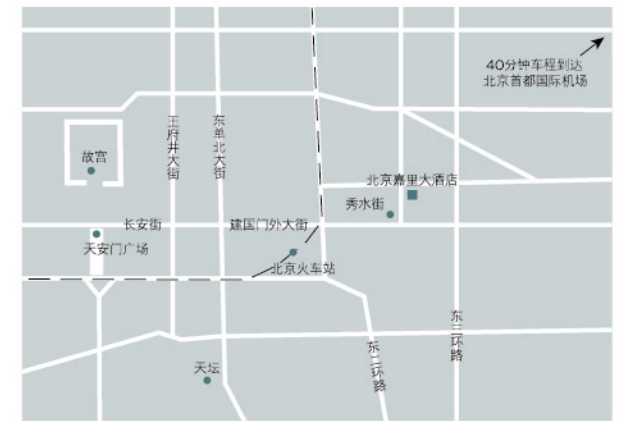 40分钟车程到达
北京首都国际机场
王府井大街
东单北大街
故宫
北京嘉里大酒店
秀水街
长安街
建国门外大街
天安门广场
北京火车站
东三环路
东二环路
天坛